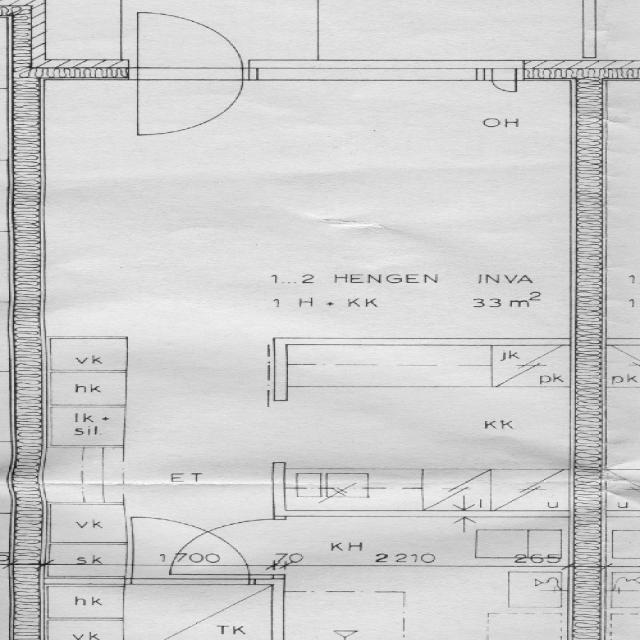 OH
1...2 HENGEN INVA
1 H + KK 33 m2
vk
hk
lk +
sil.
jk
pk
pk
KK
ET
l
u
u
vk
sk
KH
1700
70
2210
265
hk
vk
TK